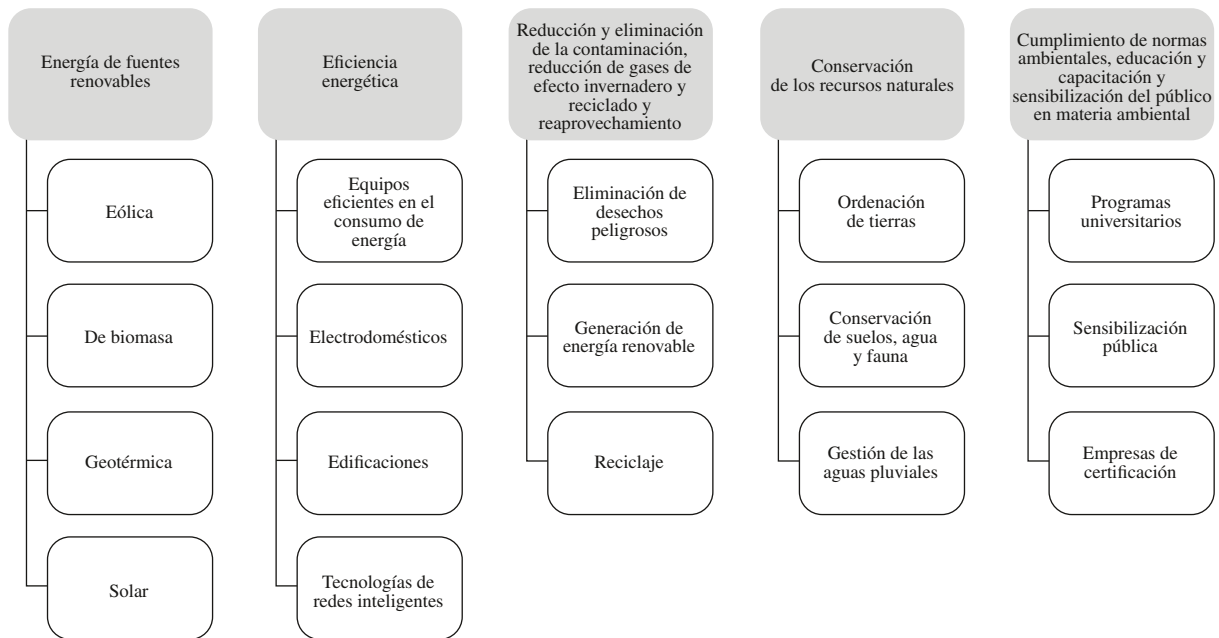 Energía de fuentes
renovables
Eólica
De biomasa
Geotérmica
Solar
Eficiencia
energética
Equipos
eficientes en el
consumo de
energía
Electrodomésticos
Edificaciones
Tecnologías de
redes inteligentes
Reducción y eliminación
de la contaminación,
reducción de gases de
efecto invernadero y
reciclado y
reaprovechamiento
Eliminación de
desechos
peligrosos
Generación de
energía renovable
Reciclaje
Conservación
de los recursos naturales
Ordenación
de tierras
Conservación
de suelos, agua
y fauna
Gestión de las
aguas pluviales
Cumplimiento de normas
ambientales, educación y
capacitación y
sensibilización del público
en materia ambiental
Programas
universitarios
Sensibilización
pública
Empresas de
certificación